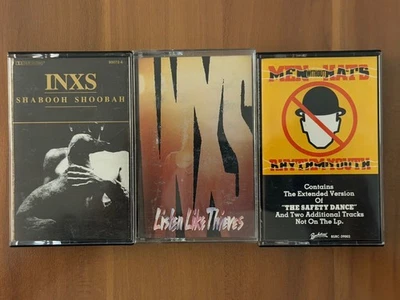 INXS
SHABOOH SHOOBAH
INXS
Listen Like Thieves
MEN WITHOUT HATS
RHYTHM OF YOUTH
Contains
The Extended Version
Of
"THE SAFETY DANCE"
And Two Additional Tracks
Not On The Lp.